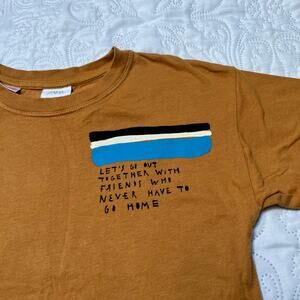 LET'S GO OUT
TOGETHER WITH
FRIENDS WHO
NEVER HAVE TO
GO HOME